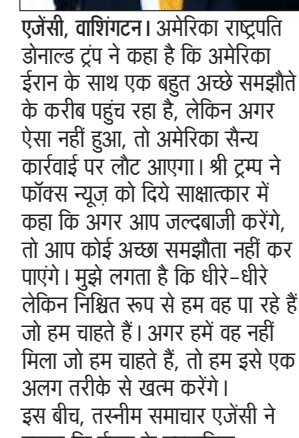 एजेंसी, वाशिंगटन। अमेरिका राष्ट्रपति
डोनाल्ड ट्रंप ने कहा है कि अमेरिका
ईरान के साथ एक बहुत अच्छे समझौते
के करीब पहुंच रहा है, लेकिन अगर
ऐसा नहीं हुआ, तो अमेरिका सैन्य
कार्रवाई पर लौट आएगा। श्री ट्रम्प ने
फॉक्स न्यूज़ को दिये साक्षात्कार में
कहा कि अगर आप जल्दबाजी करेंगे,
तो आप कोई अच्छा समझौता नहीं कर
पाएंगे। मुझे लगता है कि धीरे-धीरे
लेकिन निश्चित रूप से हम वह पा रहे हैं
जो हम चाहते हैं। अगर हमें वह नहीं
मिला जो हम चाहते हैं, तो हम इसे एक
अलग तरीके से खत्म करेंगे।
इस बीच, तस्नीम समाचार एजेंसी ने